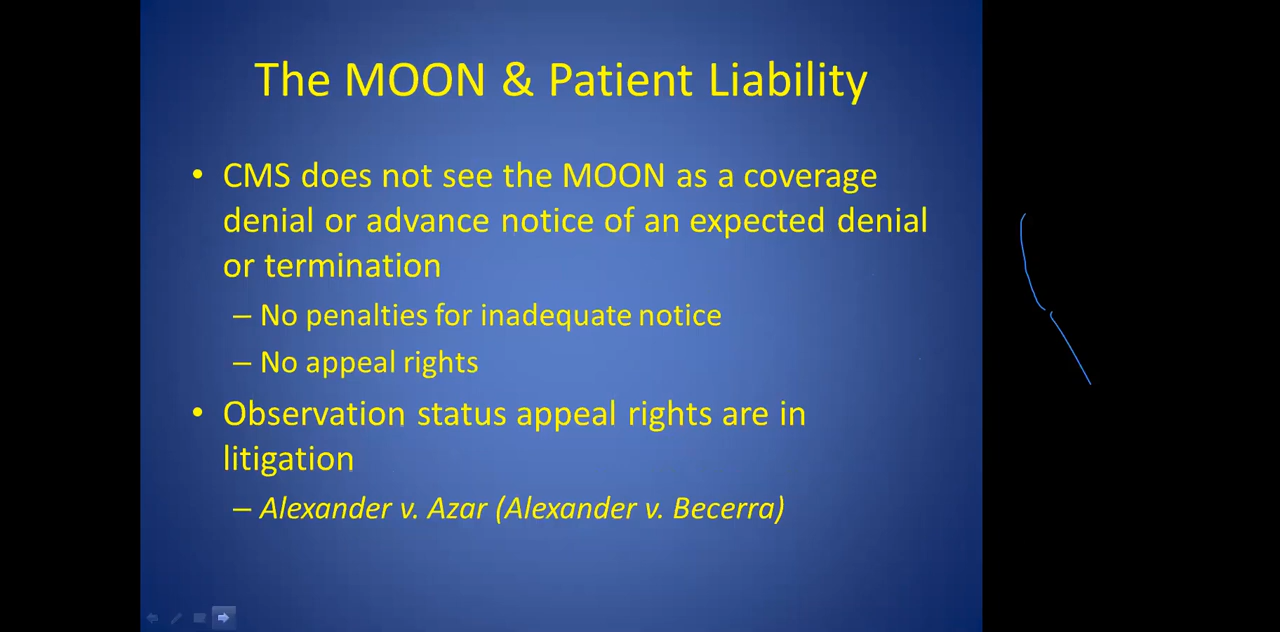 The MOON & Patient Liability
• CMS does not see the MOON as a coverage
denial or advance notice of an expected denial
or termination
– No penalties for inadequate notice
– No appeal rights
• Observation status appeal rights are in
litigation
– Alexander v. Azar (Alexander v. Becerra)